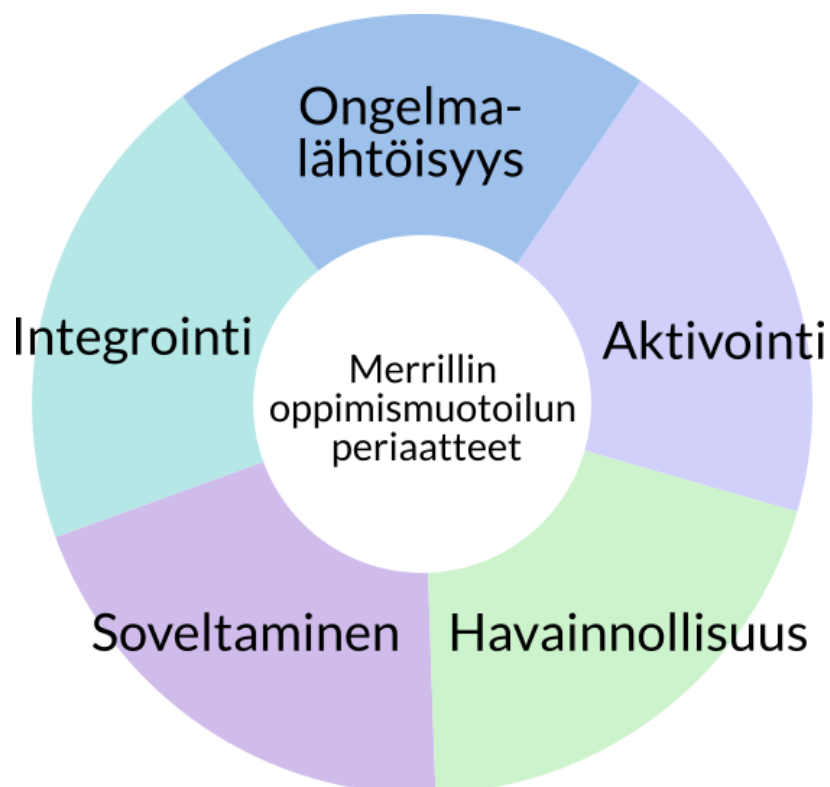 Ongelma-
lähtöisyys
Integrointi
Aktivointi
Merrillin
oppimismuotoilun
periaatteet
Soveltaminen
Havainnollisuus